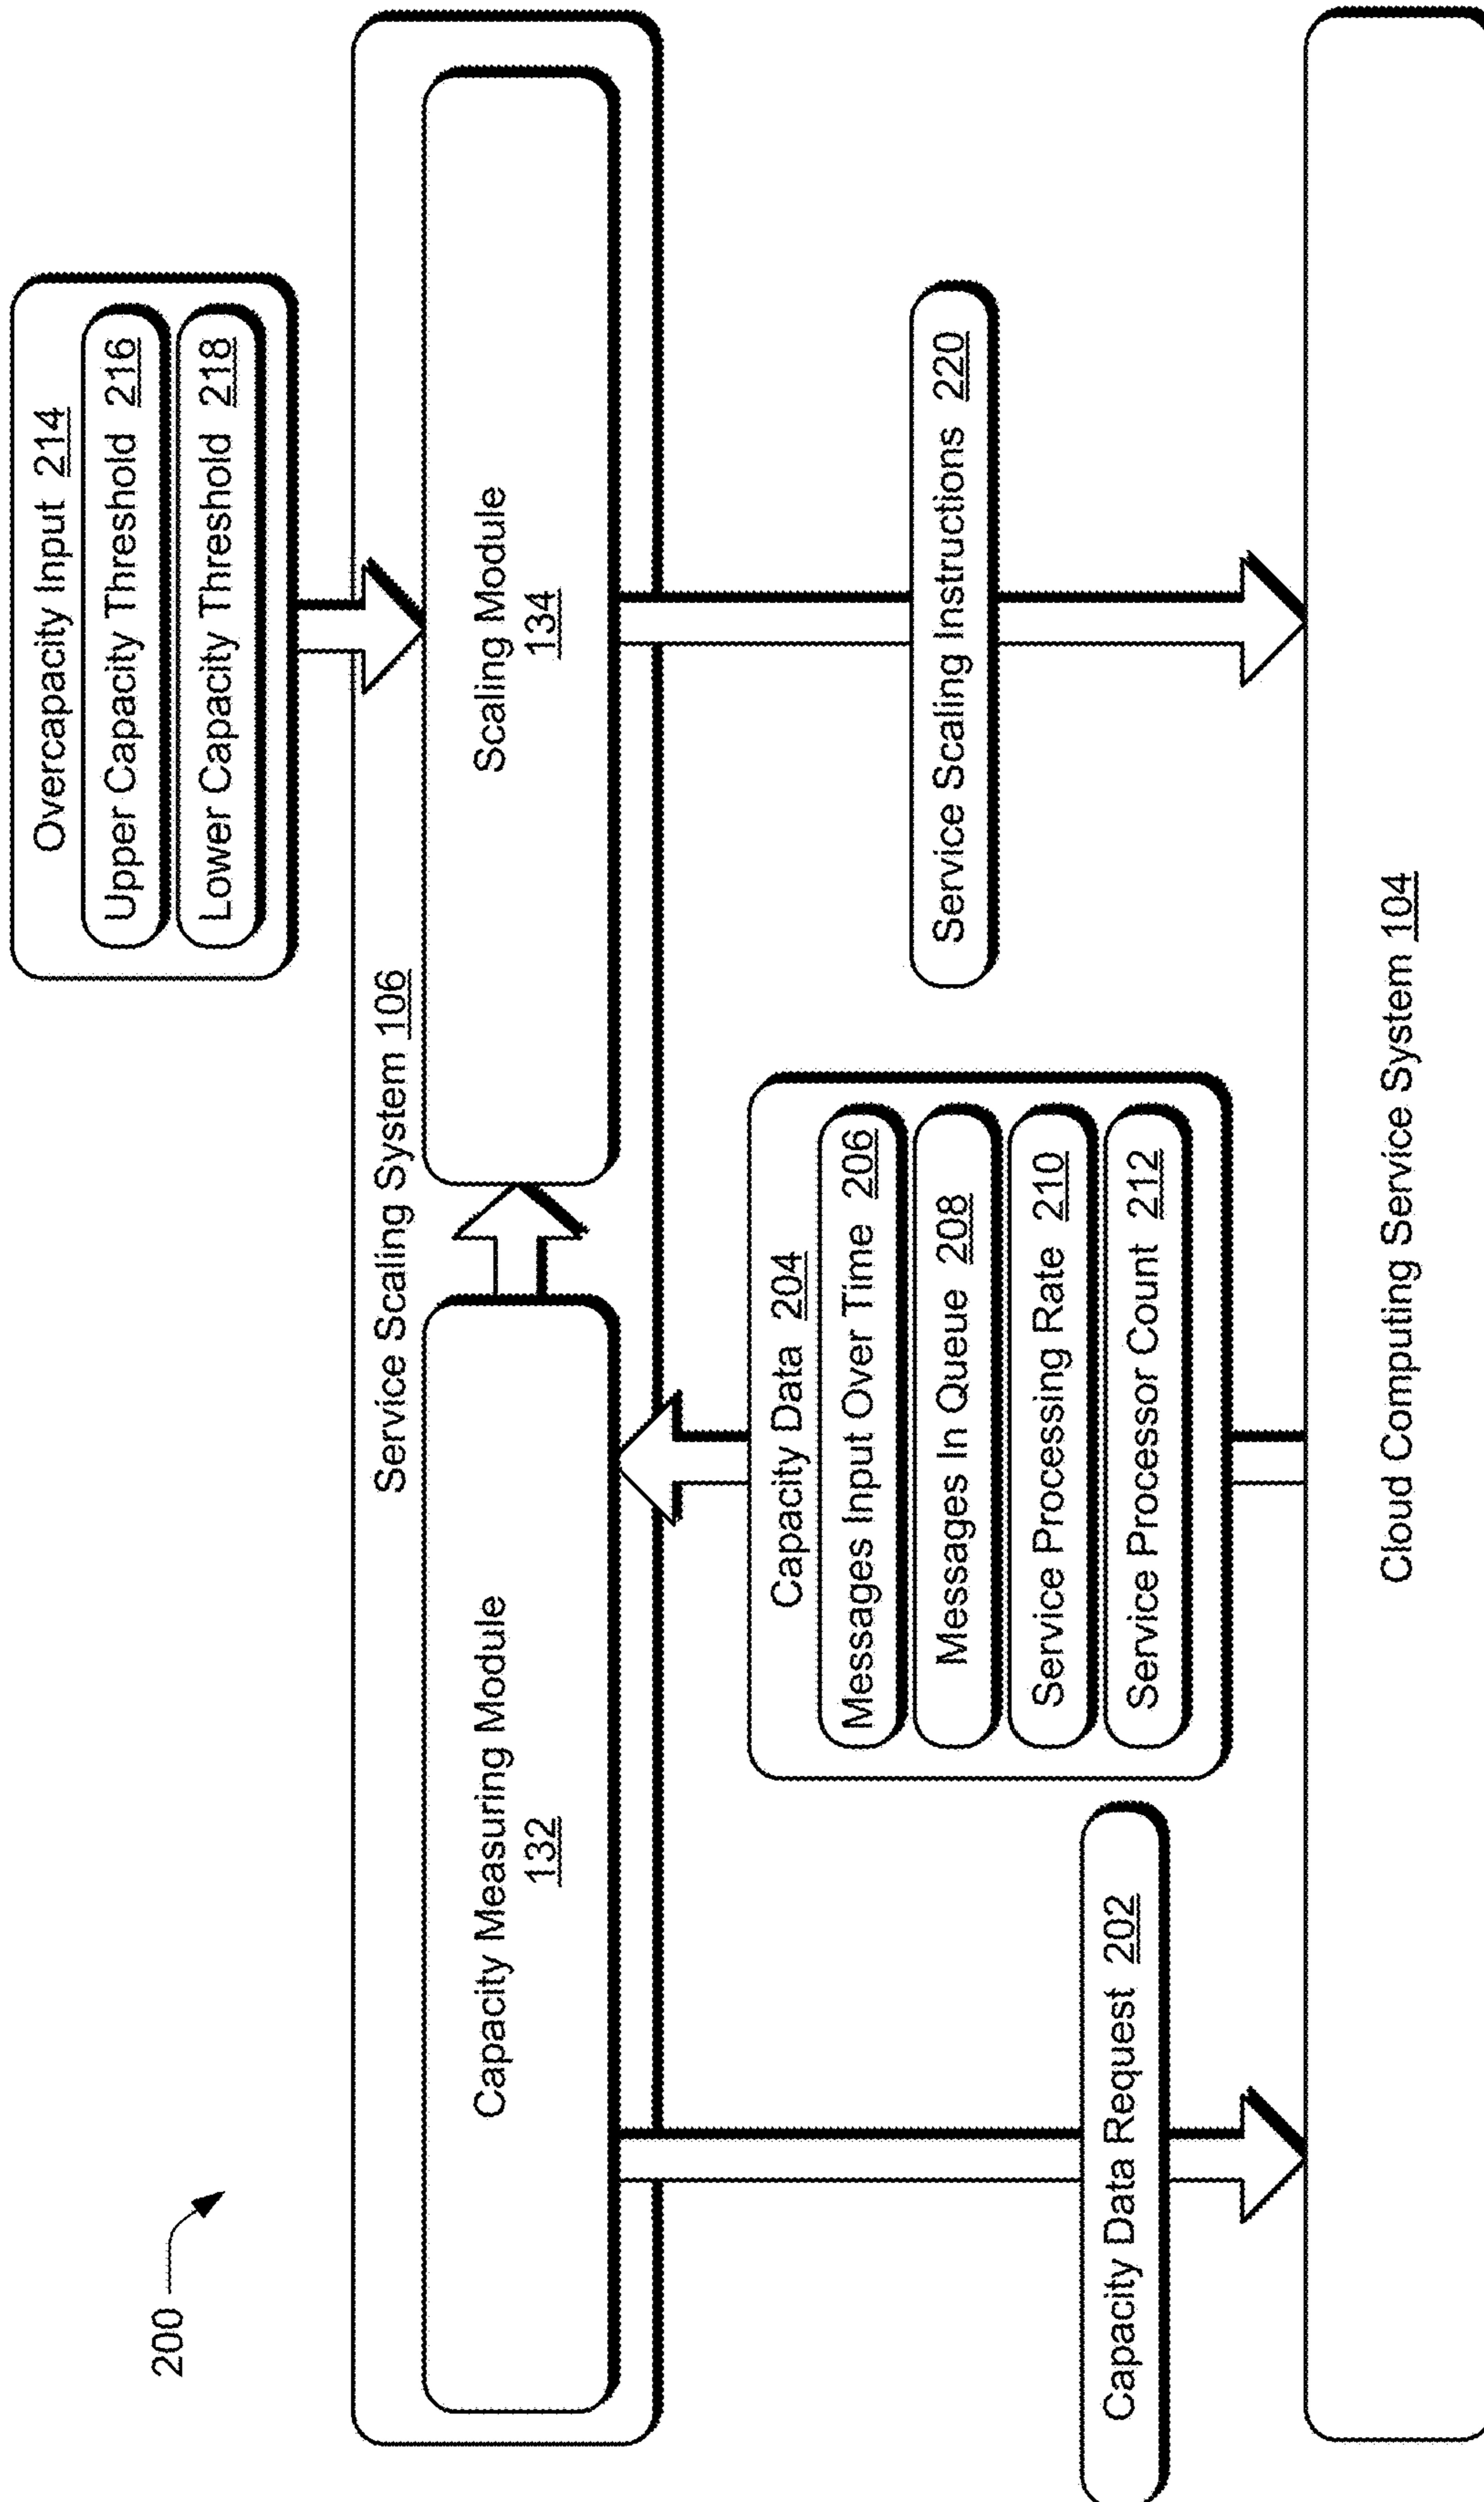 200
Overcapacity Input 214
Upper Capacity Threshold 216
Lower Capacity Threshold 218
Service Scaling System 106
Capacity Measuring Module
132
Scaling Module
134
Capacity Data 204
Messages Input Over Time 206
Messages In Queue 208
Service Processing Rate 210
Service Processor Count 212
Service Scaling Instructions 220
Capacity Data Request 202
Cloud Computing Service System 104